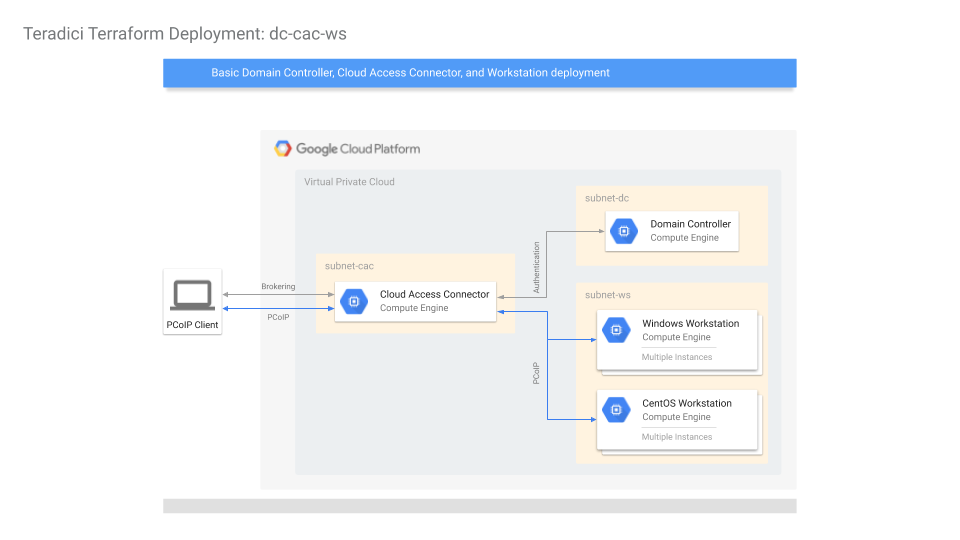 Teradici Terraform Deployment: dc-cac-ws
Basic Domain Controller, Cloud Access Connector, and Workstation deployment
Google Cloud Platform
Virtual Private Cloud
subnet-dc
Domain Controller
Compute Engine
Authentication
subnet-cac
Cloud Access Connector
Compute Engine
Brokering
PCoIP
PCoIP Client
subnet-ws
Windows Workstation
Compute Engine
Multiple Instances
PCoIP
CentOS Workstation
Compute Engine
Multiple Instances